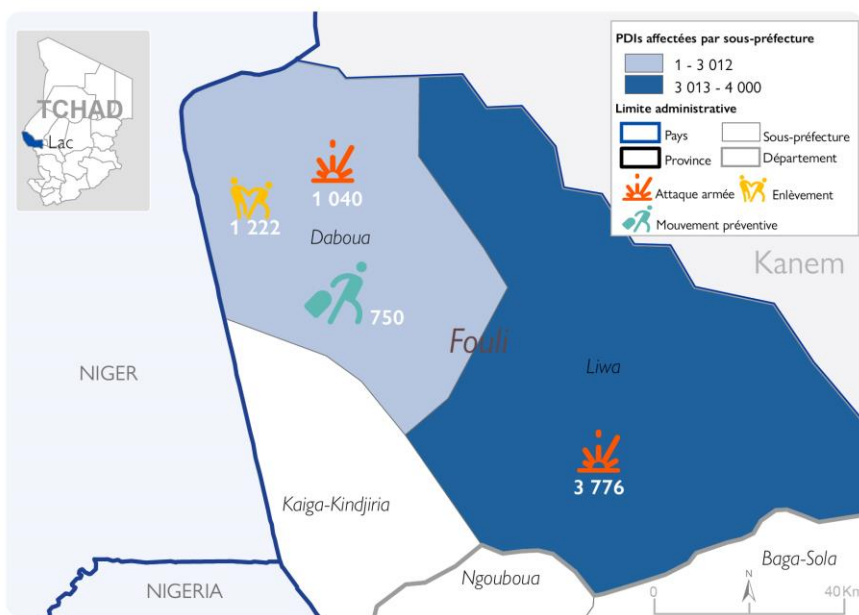 TCHAD
Lac
PDIs affectées par sous-préfecture
1 - 3 012
3 013 - 4 000
Limite administrative
Pays
Sous-préfecture
Province
Département
Attaque armée
Enlèvement
Mouvement préventive
1 040
1 222
Daboua
750
Kanem
Fouli
NIGER
Liwa
3 776
Kaiga-Kindjiria
Baga-Sola
Ngouboua
NIGERIA
N
0
40 Km